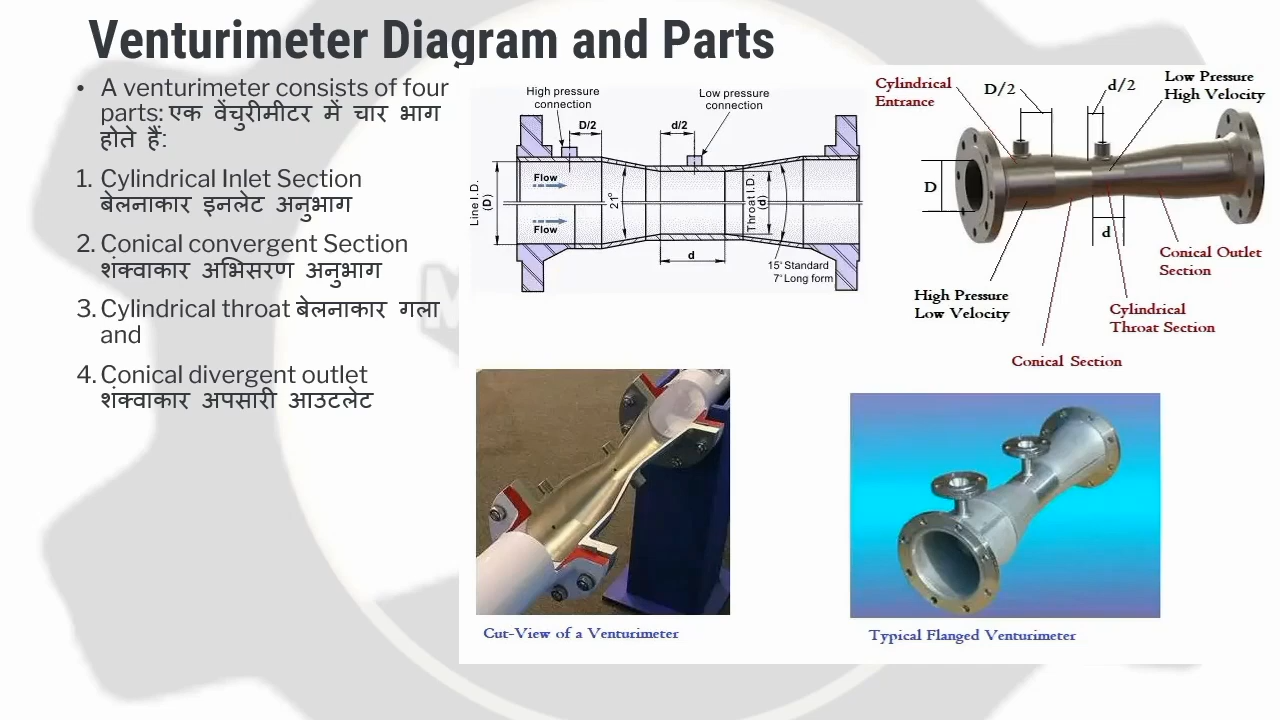 Venturimeter Diagram and Parts
• A venturimeter consists of four
parts: एक वेंचुरीमीटर में चार भाग
होते हैं:
1. Cylindrical Inlet Section
बेलनाकार इनलेट अनुभाग
2. Conical convergent Section
शंक्वाकार अभिसरण अनुभाग
3. Cylindrical throat बेलनाकार गला
and
4. Conical divergent outlet
शंक्वाकार अपसारी आउटलेट
High pressure
connection
Low pressure
connection
D/2
d/2
Flow
Flow
Line I.D.
(D)
21°
Throat I.D.
(d)
d
15° Standard
7° Long form
Cylindrical
Entrance
D/2
d/2
Low Pressure
High Velocity
D
d
Conical Outlet
Section
High Pressure
Low Velocity
Cylindrical
Throat Section
Conical Section
Cut-View of a Venturimeter
Typical Flanged Venturimeter